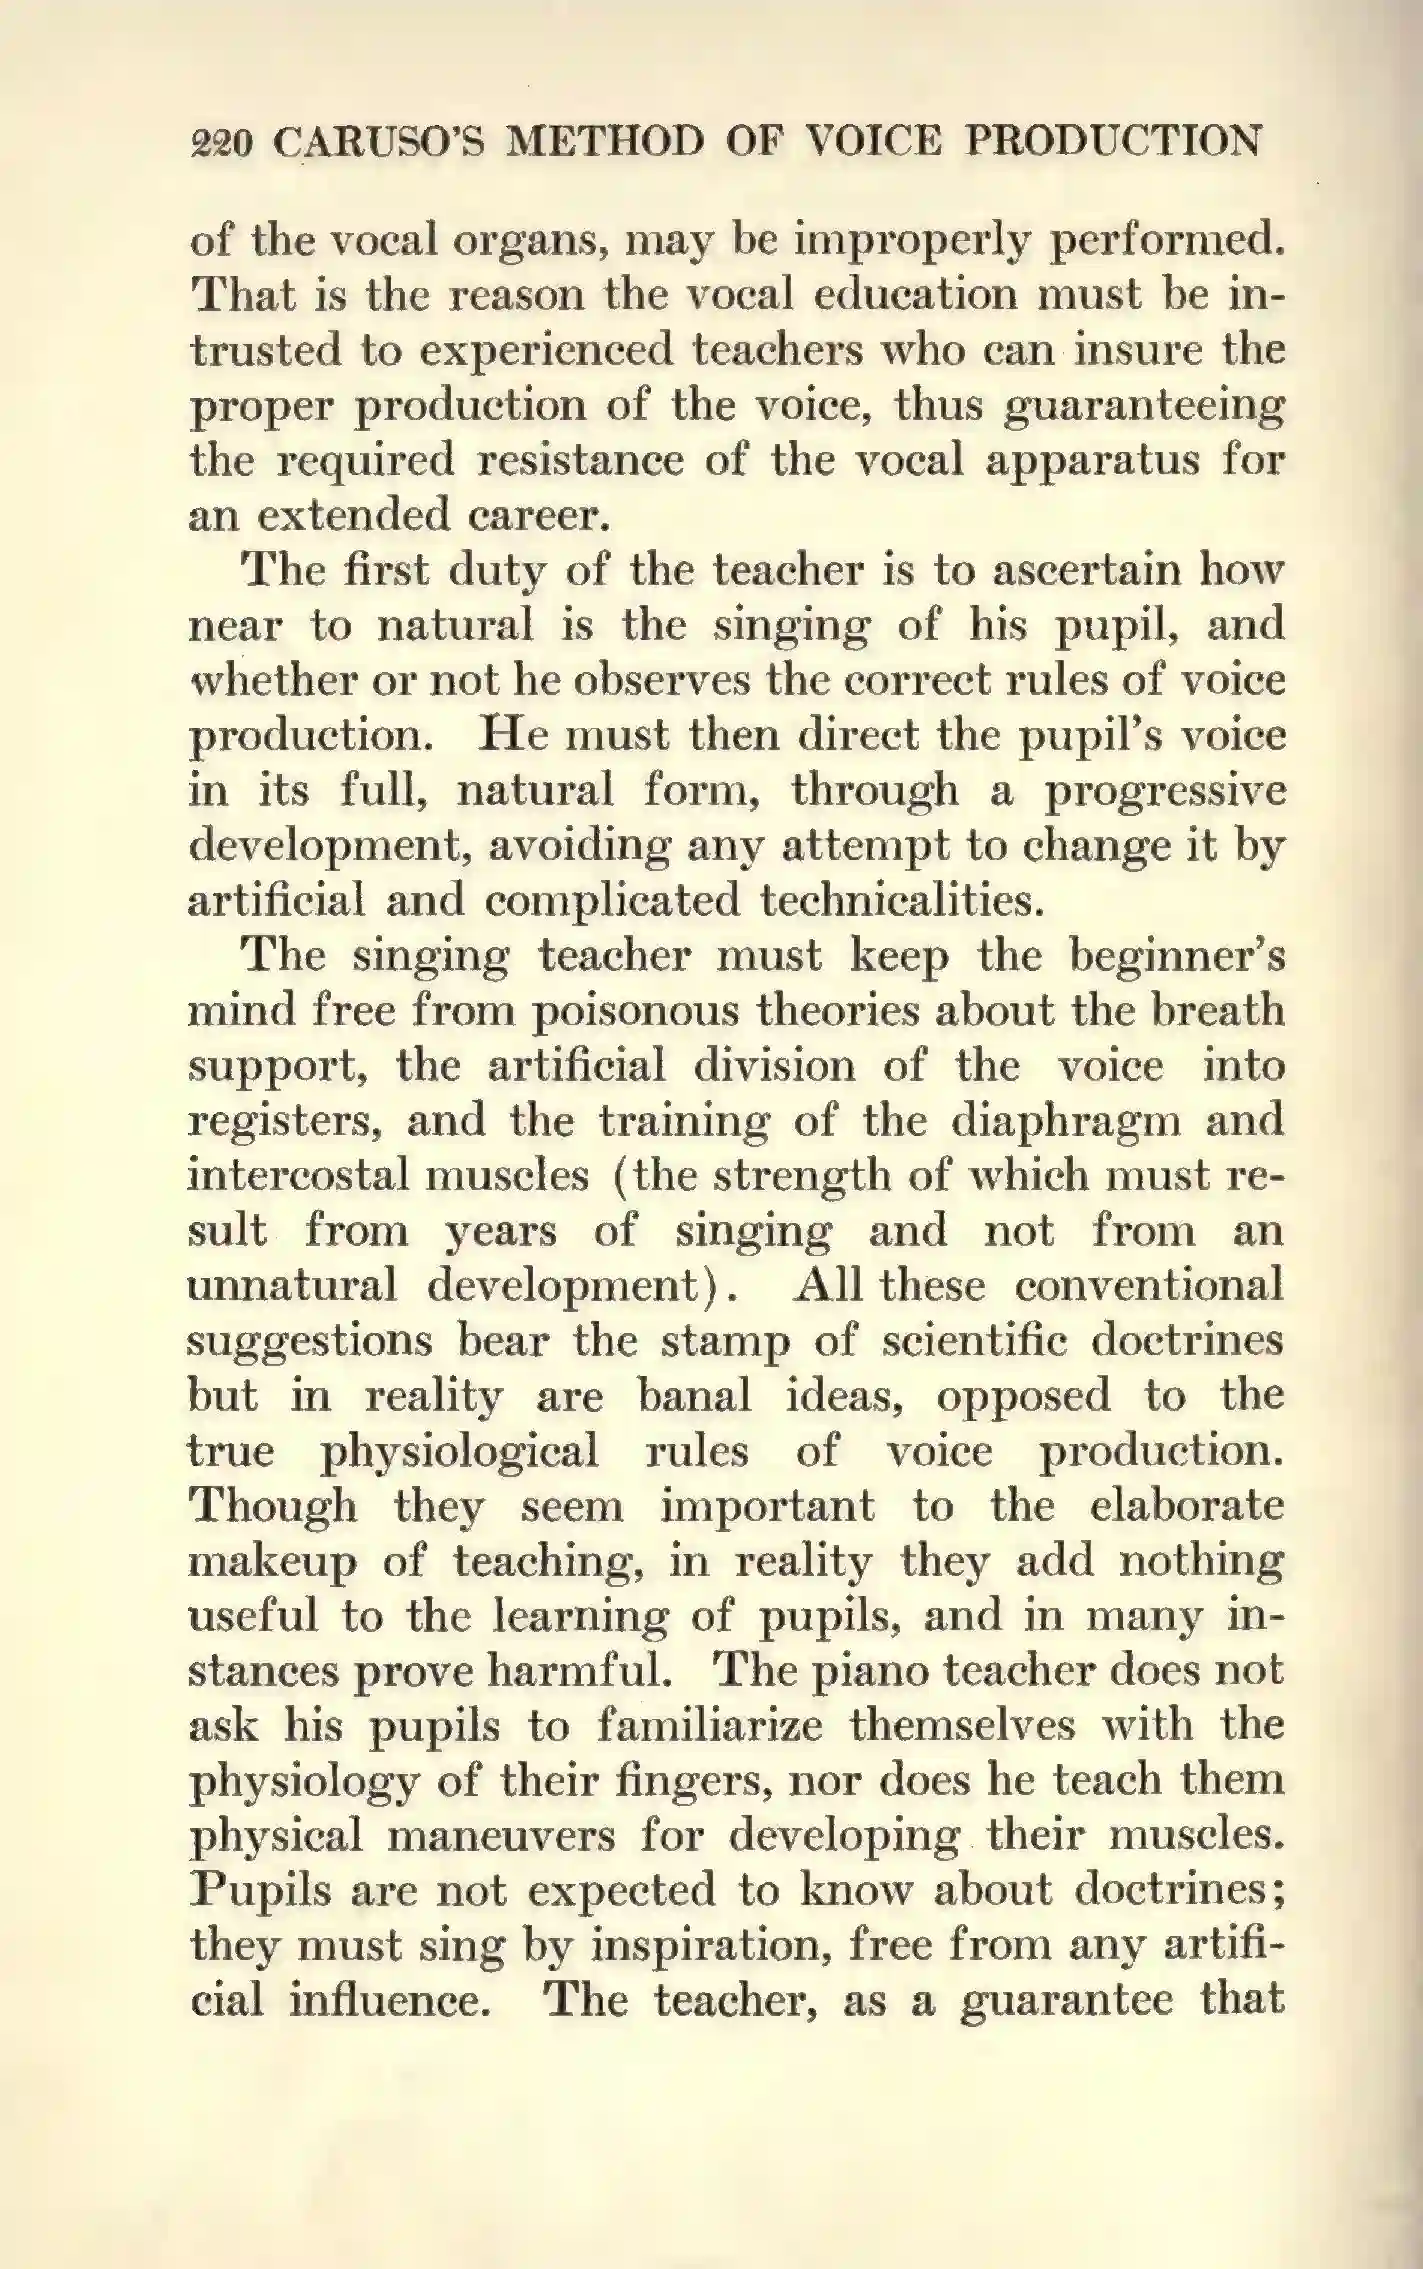 220 CARUSO'S METHOD OF VOICE PRODUCTION
of the vocal organs, may be improperly performed.
That is the reason the vocal education must be in-
trusted to experienced teachers who can insure the
proper production of the voice, thus guaranteeing
the required resistance of the vocal apparatus for
an extended career.
The first duty of the teacher is to ascertain how
near to natural is the singing of his pupil, and
whether or not he observes the correct rules of voice
production. He must then direct the pupil's voice
in its full, natural form, through a progressive
development, avoiding any attempt to change it by
artificial and complicated technicalities.
The singing teacher must keep the beginner's
mind free from poisonous theories about the breath
support, the artificial division of the voice into
registers, and the training of the diaphragm and
intercostal muscles (the strength of which must re-
sult from years of singing and not from an
unnatural development). All these conventional
suggestions bear the stamp of scientific doctrines
but in reality are banal ideas, opposed to the
true physiological rules of voice production.
Though they seem important to the elaborate
makeup of teaching, in reality they add nothing
useful to the learning of pupils, and in many in-
stances prove harmful. The piano teacher does not
ask his pupils to familiarize themselves with the
physiology of their fingers, nor does he teach them
physical maneuvers for developing their muscles.
Pupils are not expected to know about doctrines;
they must sing by inspiration, free from any artifi-
cial influence. The teacher, as a guarantee that